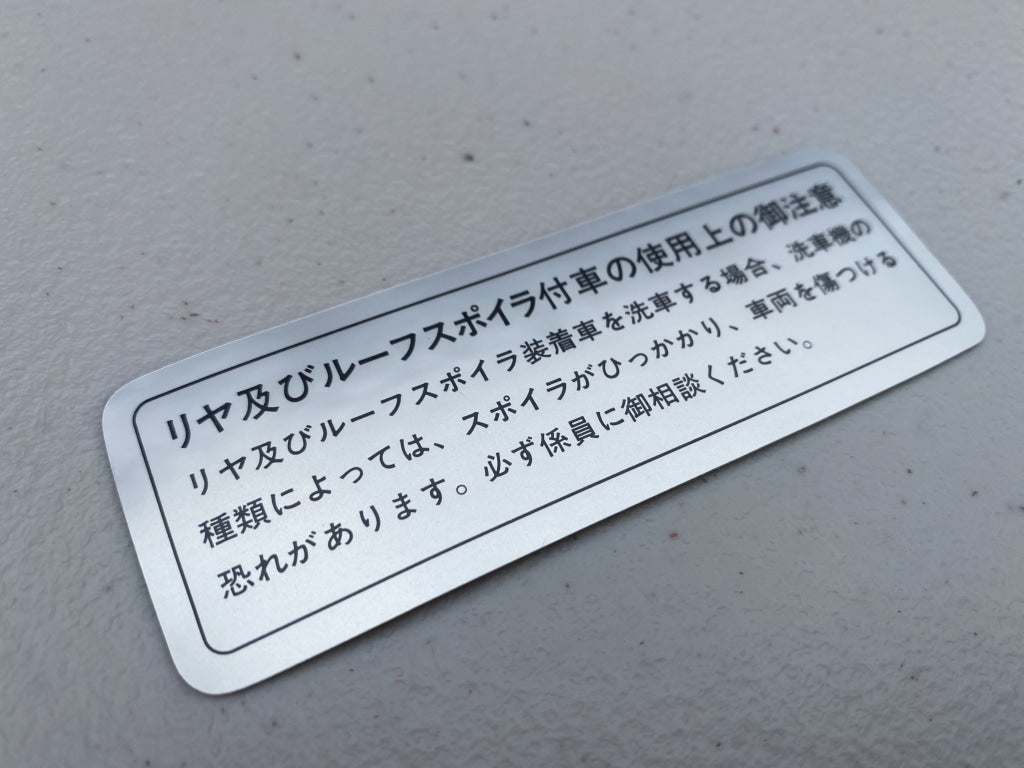 リヤ及びルーフスポイラ付車の使用上の御注意
リヤ及びルーフスポイラ装着車を洗車する場合、洗車機の
種類によっては、スポイラがひっかかり、車両を傷つける
恐れがあります。必ず係員に御相談ください。